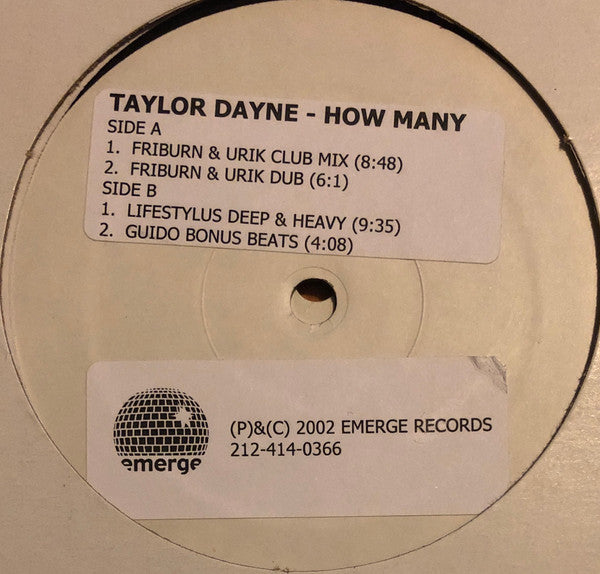 TAYLOR DAYNE - HOW MANY
SIDE A
1. FRIBURN & URIK CLUB MIX (8:48)
2. FRIBURN & URIK DUB (6:1)
SIDE B
1. LIFESTYLUS DEEP & HEAVY (9:35)
2. GUIDO BONUS BEATS (4:08)
emerge
(P)&(C) 2002 EMERGE RECORDS
212-414-0366